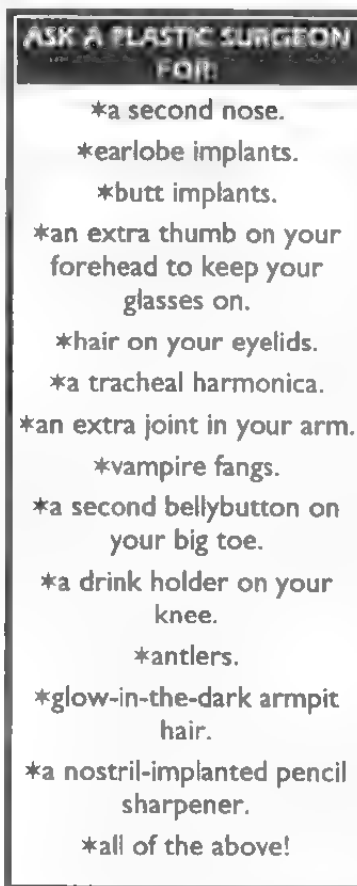 ASK A PLASTIC SURGEON
FOR:
*a second nose.
*earlobe implants.
*butt implants.
*an extra thumb on your
forehead to keep your
glasses on.
*hair on your eyelids.
*a tracheal harmonica.
*an extra joint in your arm.
*vampire fangs.
*a second bellybutton on
your big toe.
*a drink holder on your
knee.
*antlers.
*glow-in-the-dark armpit
hair.
*a nostril-implanted pencil
sharpener.
*all of the above!